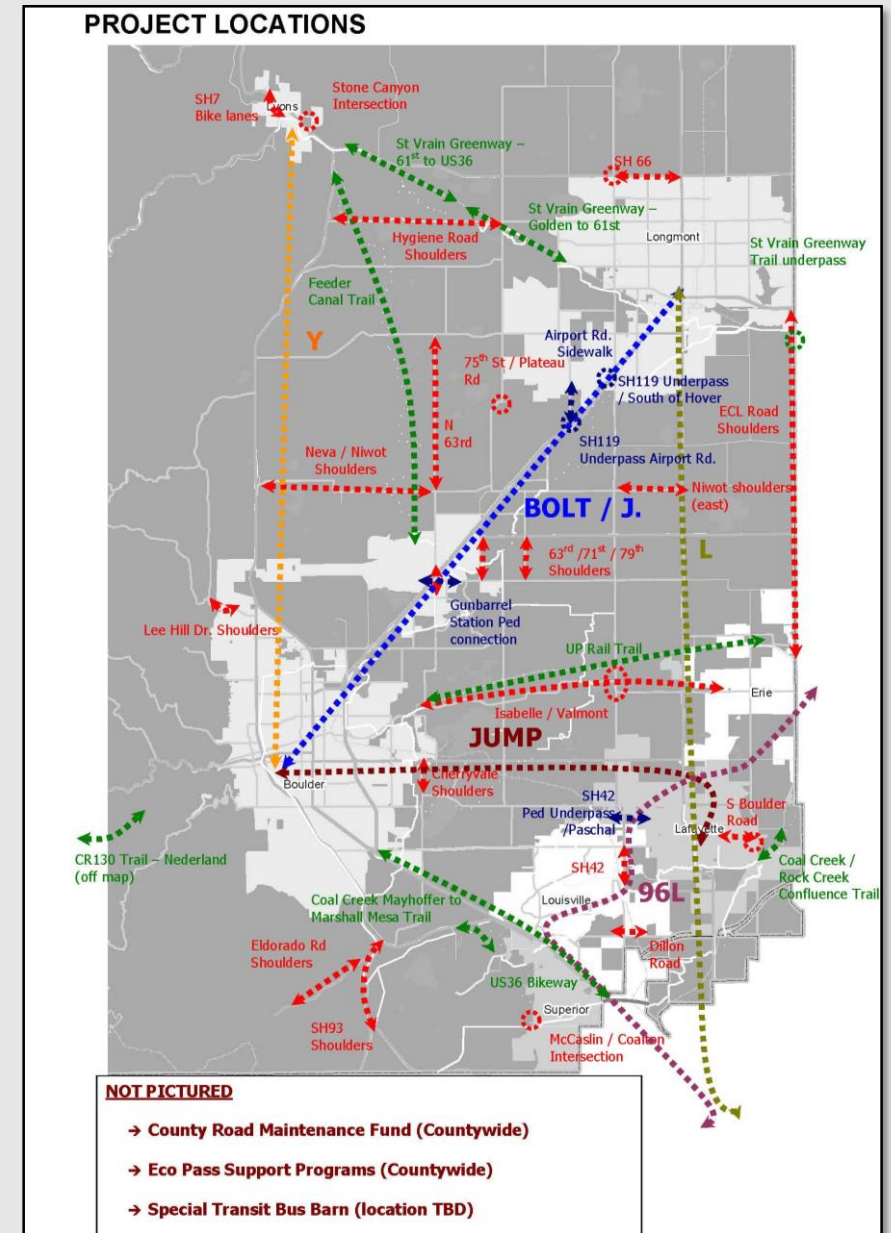 PROJECT LOCATIONS
SH7
Bike lanes
Lyons
Stone Canyon
Intersection
St Vrain Greenway –
61st to US36
SH 66
St Vrain Greenway –
Golden to 61st
Longmont
Hygiene Road
Shoulders
St Vrain Greenway
Trail underpass
Feeder
Canal Trail
Y
Airport Rd.
Sidewalk
75th St / Plateau
Rd
SH119 Underpass
/ South of Hover
ECL Road
Shoulders
N
63rd
SH119
Underpass Airport Rd.
Neva / Niwot
Shoulders
Niwot shoulders
(east)
BOLT / J.
L
63rd /71st / 79th
Shoulders
Gunbarrel
Station Ped
connection
Lee Hill Dr. Shoulders
UP Rail Trail
Erie
Isabelle / Valmont
JUMP
Boulder
Cherryvale
Shoulders
SH42
Ped Underpass
/Paschal
Lafayette
S Boulder
Road
CR130 Trail – Nederland
(off map)
SH42
Coal Creek /
Rock Creek
Confluence Trail
Coal Creek Mayhoffer to
Marshall Mesa Trail
Louisville
96L
Eldorado Rd
Shoulders
Dillon
Road
US36 Bikeway
Superior
SH93
Shoulders
McCaslin / Coalton
Intersection
NOT PICTURED
→ County Road Maintenance Fund (Countywide)
→ Eco Pass Support Programs (Countywide)
→ Special Transit Bus Barn (location TBD)